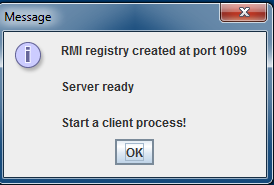 Message
RMI registry created at port 1099
Server ready
Start a client process!
OK